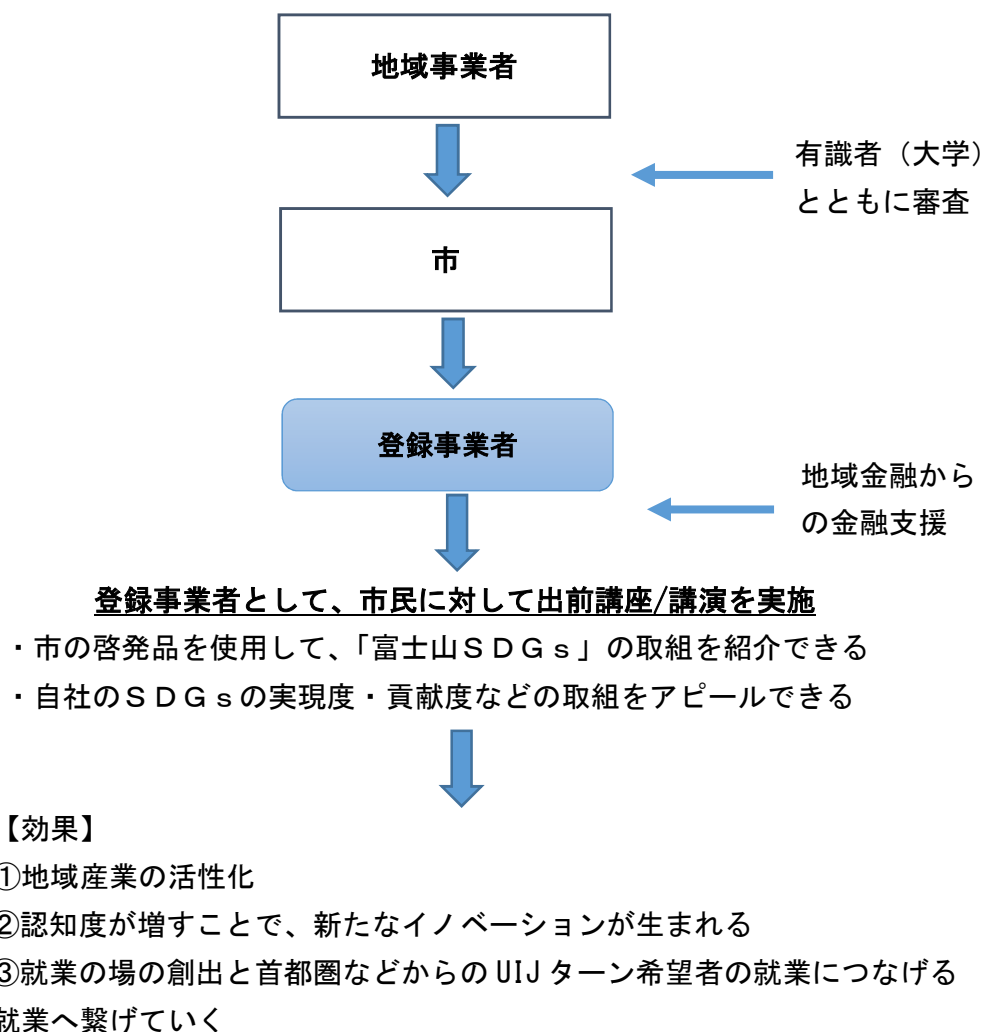 地域事業者
有識者（大学）
とともに審査
市
登録事業者
地域金融から
の金融支援
登録事業者として、市民に対して出前講座/講演を実施
・市の啓発品を使用して、「富士山ＳＤＧｓ」の取組を紹介できる
・自社のＳＤＧｓの実現度・貢献度などの取組をアピールできる
【効果】
①地域産業の活性化
②認知度が増すことで、新たなイノベーションが生まれる
③就業の場の創出と首都圏などからのUIJターン希望者の就業につなげる
就業へ繋げていく